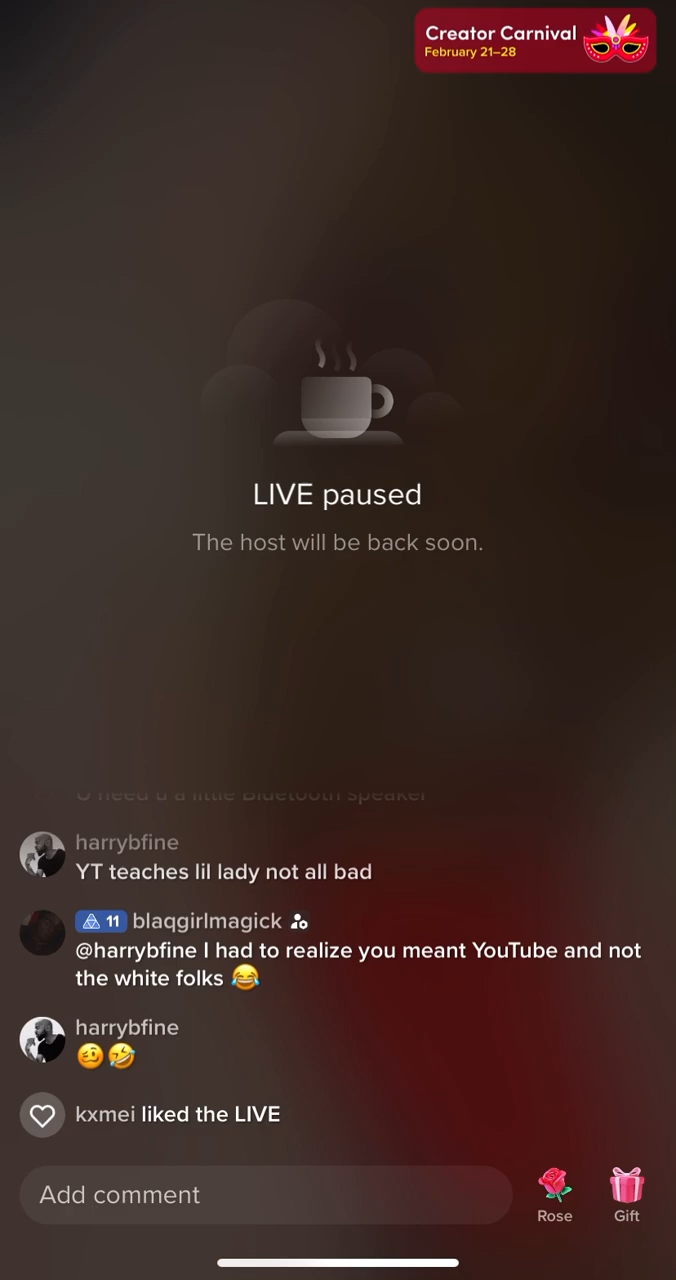 Creator Carnival
February 21–28
LIVE paused
The host will be back soon.
harrybfine
YT teaches lil lady not all bad
11 blaqgirlmagick
@harrybfine I had to realize you meant YouTube and not
the white folks 😂
harrybfine
🥴🤣
kxmei liked the LIVE
Add comment
Rose
Gift